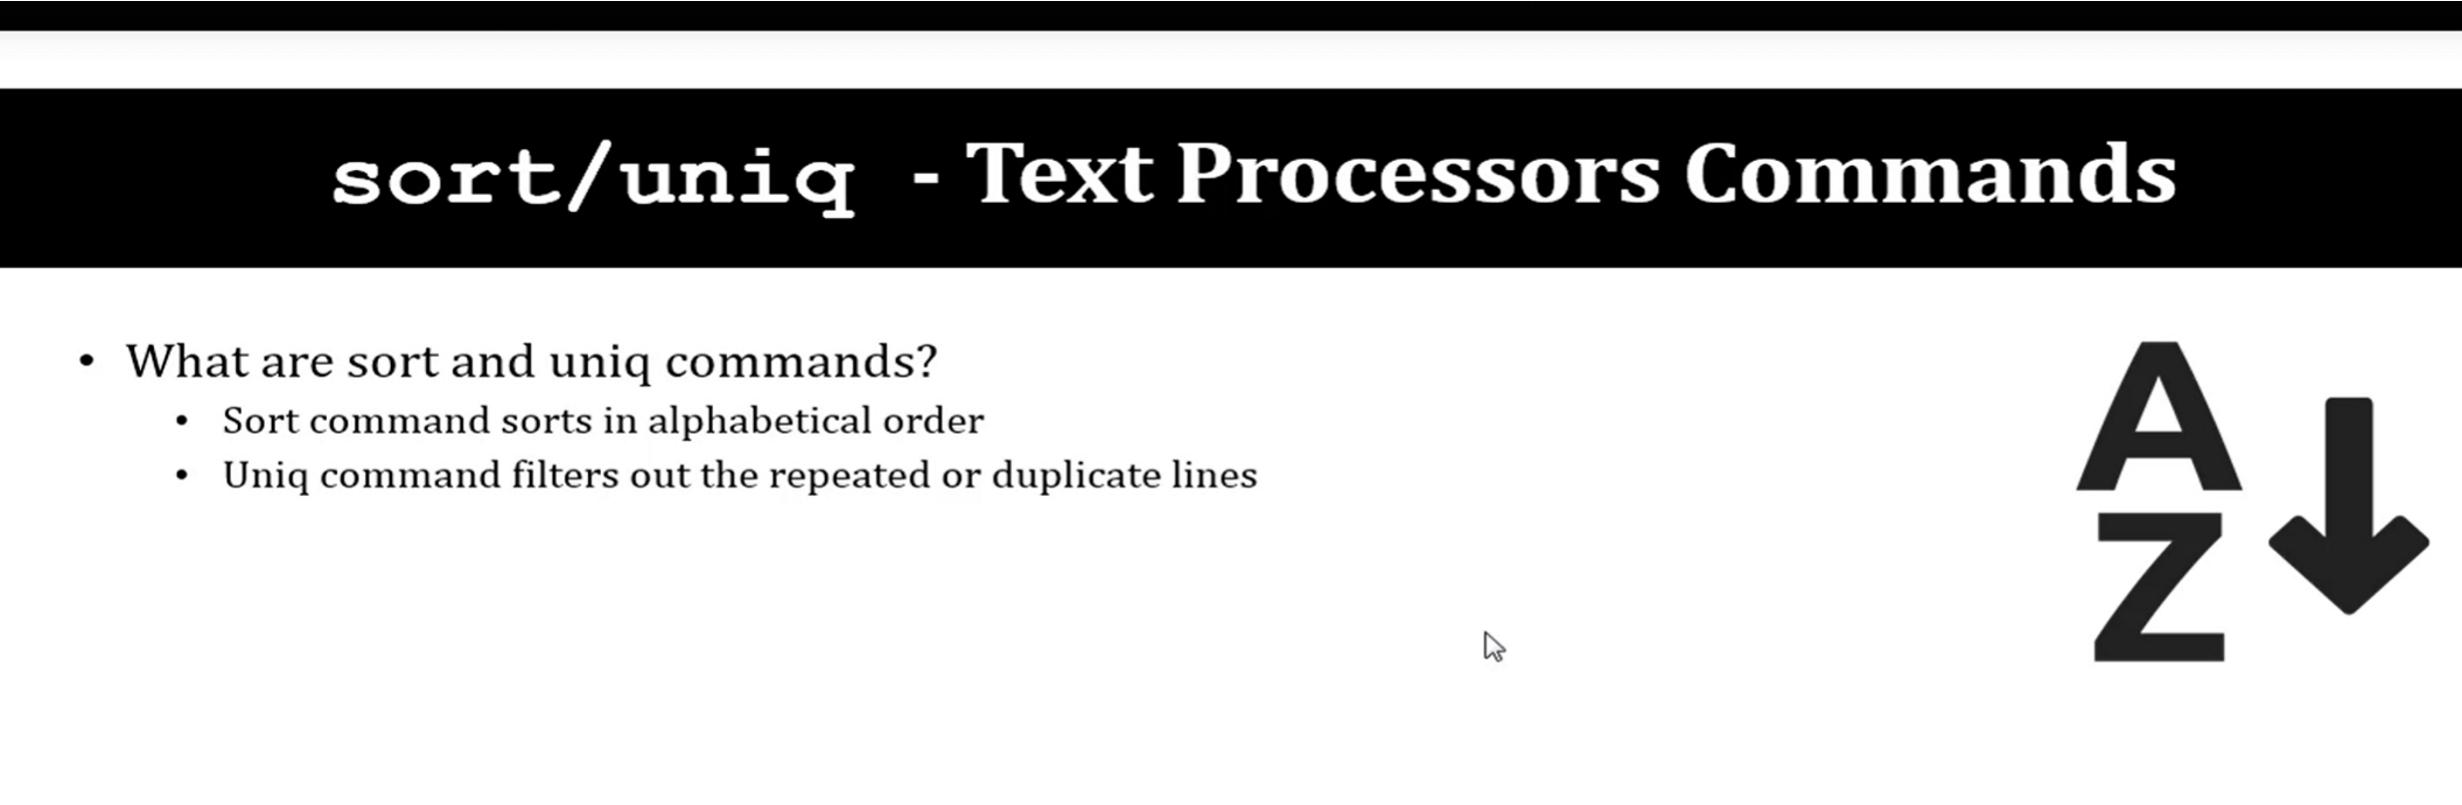 sort/uniq - Text Processors Commands
• What are sort and uniq commands?
• Sort command sorts in alphabetical order
• Uniq command filters out the repeated or duplicate lines
A
Z